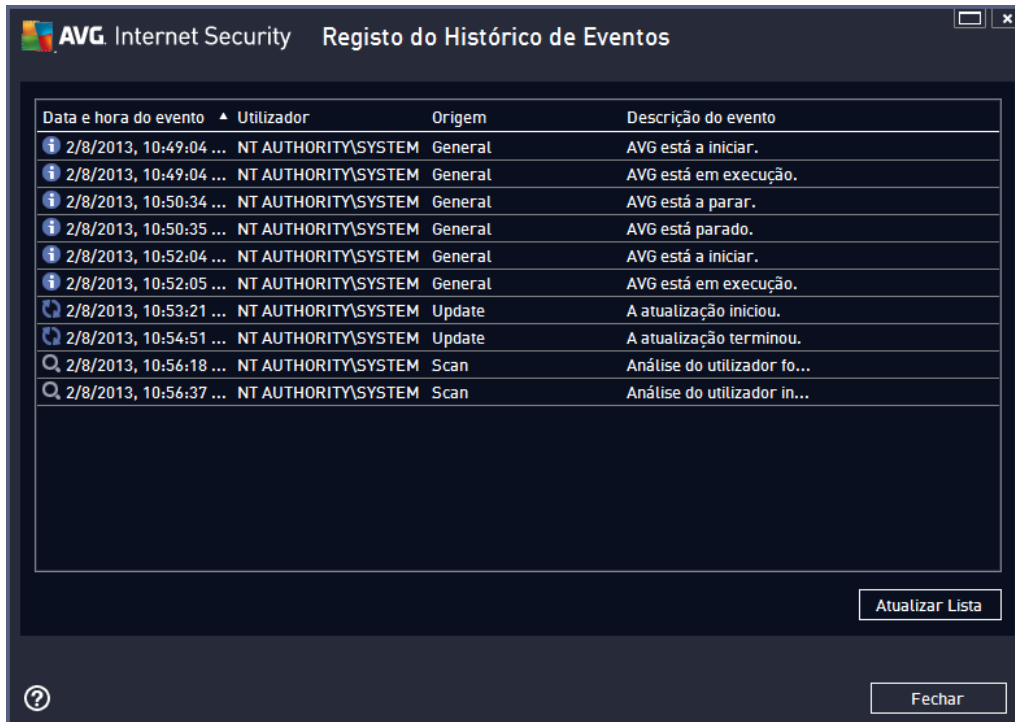 AVG. Internet Security Registo do Histórico de Eventos
Data e hora do evento Utilizador Origem Descrição do evento
2/8/2013, 10:49:04 ... NT AUTHORITY\SYSTEM General AVG está a iniciar.
2/8/2013, 10:49:04 ... NT AUTHORITY\SYSTEM General AVG está em execução.
2/8/2013, 10:50:34 ... NT AUTHORITY\SYSTEM General AVG está a parar.
2/8/2013, 10:50:35 ... NT AUTHORITY\SYSTEM General AVG está parado.
2/8/2013, 10:52:04 ... NT AUTHORITY\SYSTEM General AVG está a iniciar.
2/8/2013, 10:52:05 ... NT AUTHORITY\SYSTEM General AVG está em execução.
2/8/2013, 10:53:21 ... NT AUTHORITY\SYSTEM Update A atualização iniciou.
2/8/2013, 10:54:51 ... NT AUTHORITY\SYSTEM Update A atualização terminou.
2/8/2013, 10:56:18 ... NT AUTHORITY\SYSTEM Scan Análise do utilizador fo...
2/8/2013, 10:56:37 ... NT AUTHORITY\SYSTEM Scan Análise do utilizador in...
Atualizar Lista
Fechar